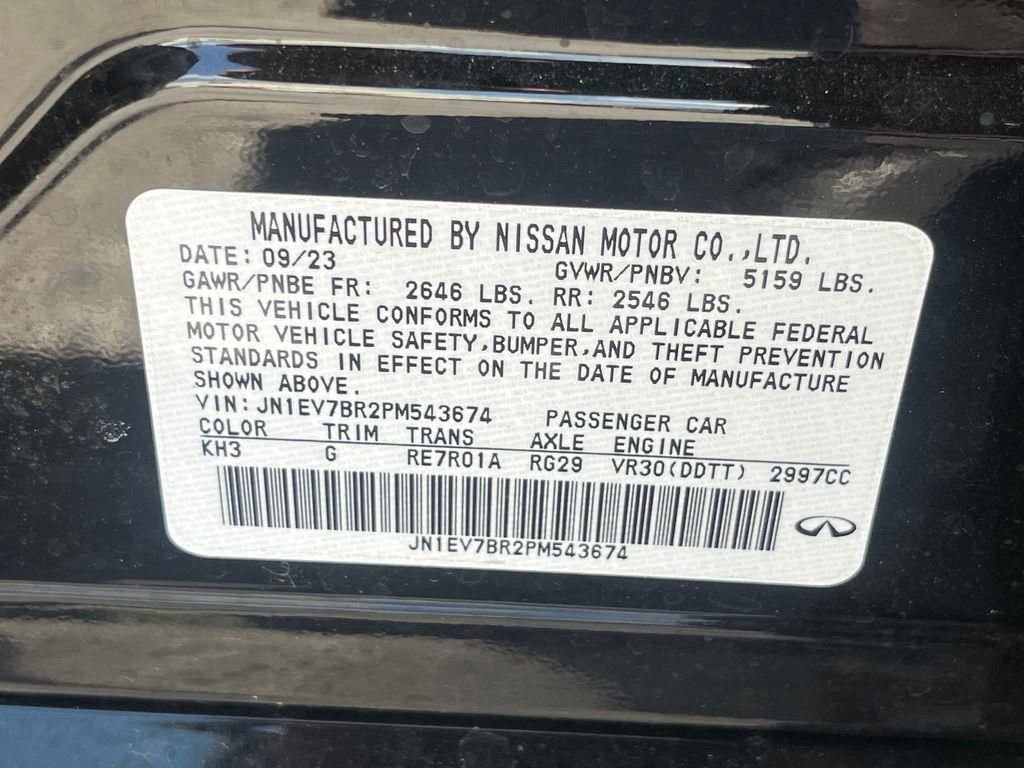 MANUFACTURED BY NISSAN MOTOR CO.,LTD.
DATE: 09/23 GVWR/PNBV: 5159 LBS.
GAWR/PNBE FR: 2646 LBS. RR: 2546 LBS.
THIS VEHICLE CONFORMS TO ALL APPLICABLE FEDERAL
MOTOR VEHICLE SAFETY,BUMPER,AND THEFT PREVENTION
STANDARDS IN EFFECT ON THE DATE OF MANUFACTURE
SHOWN ABOVE.
VIN: JN1EV7BR2PM543674 PASSENGER CAR
COLOR TRIM TRANS AXLE ENGINE
KH3 G RE7R01A RG29 VR30(DDTT) 2997CC
JN1EV7BR2PM543674